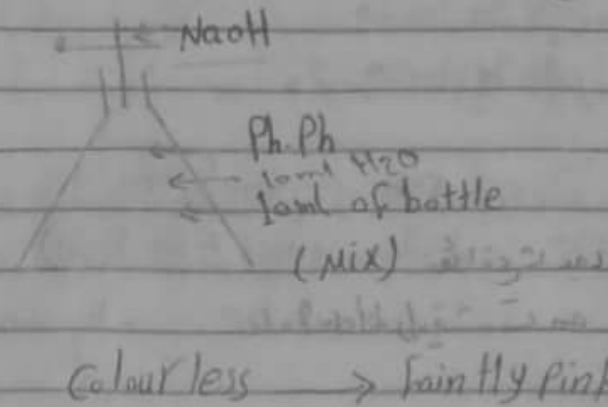 NaoH
Ph.Ph
10ml H2O
10ml of bottle
(Mix)
Colourless → faintly pink